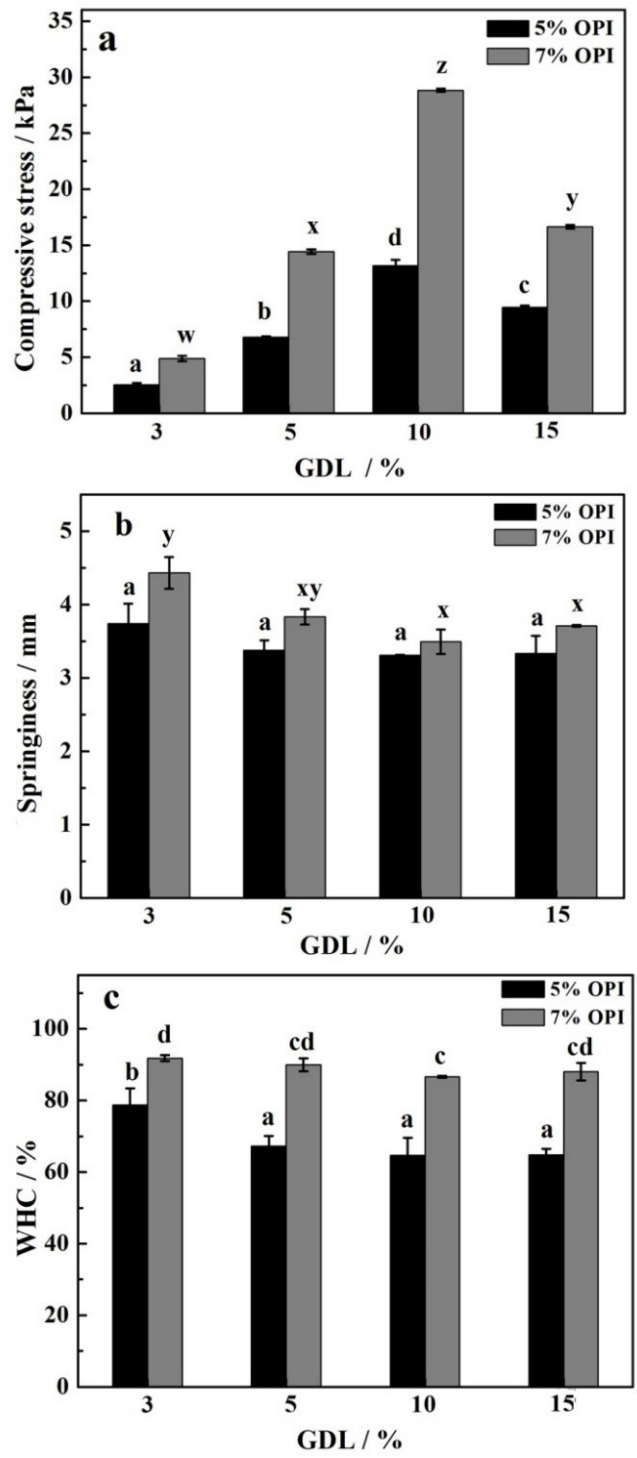 a
5% OPI
7% OPI
Compressive stress / kPa
35
30
25
20
15
10
5
0
a
w
b
x
d
z
c
y
3
5
10
15
GDL / %
b
5% OPI
7% OPI
Springiness / mm
5
4
3
2
1
0
a
y
a
xy
a
x
a
x
3
5
10
15
GDL / %
c
5% OPI
7% OPI
WHC / %
100
80
60
40
20
0
b
d
a
cd
a
c
a
cd
3
5
10
15
GDL / %